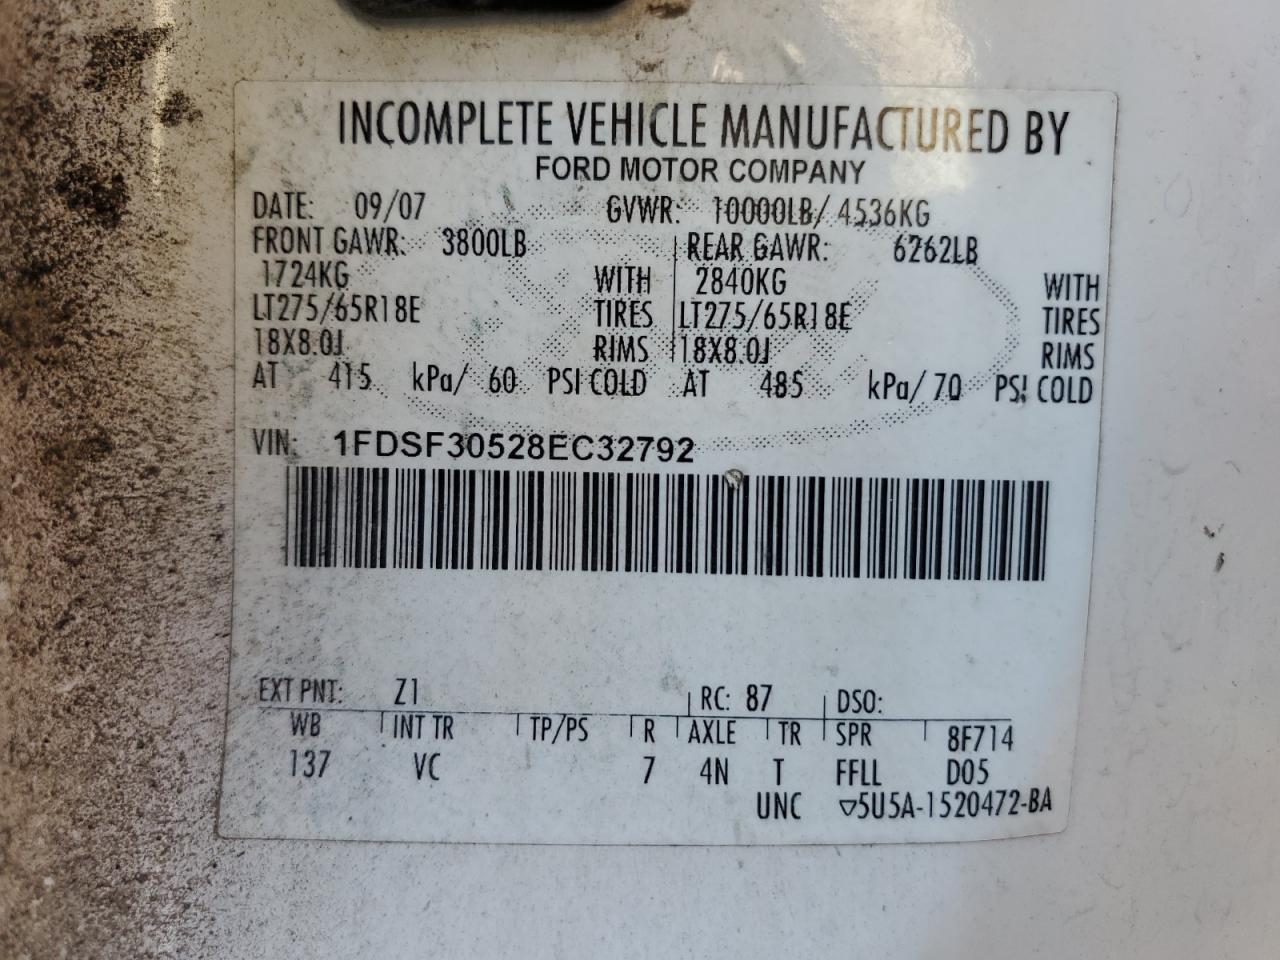 INCOMPLETE VEHICLE MANUFACTURED BY
FORD MOTOR COMPANY
DATE: 09/07 GVWR: 10000LB/ 4536KG
FRONT GAWR: 3800LB REAR GAWR: 6262LB
1724KG WITH 2840KG WITH
LT275/65R18E TIRES LT275/65R18E TIRES
18X8.0J RIMS 18X8.0J RIMS
AT 415 kPa/ 60 PSI COLD AT 485 kPa/ 70 PSI COLD
VIN: 1FDSF30528EC32792
EXT PNT: Z1 RC: 87 DSO:
WB INT TR TP/PS R AXLE TR SPR 8F714
137 VC 7 4N T FFLL D05
UNC ▽5U5A-1520472-BA